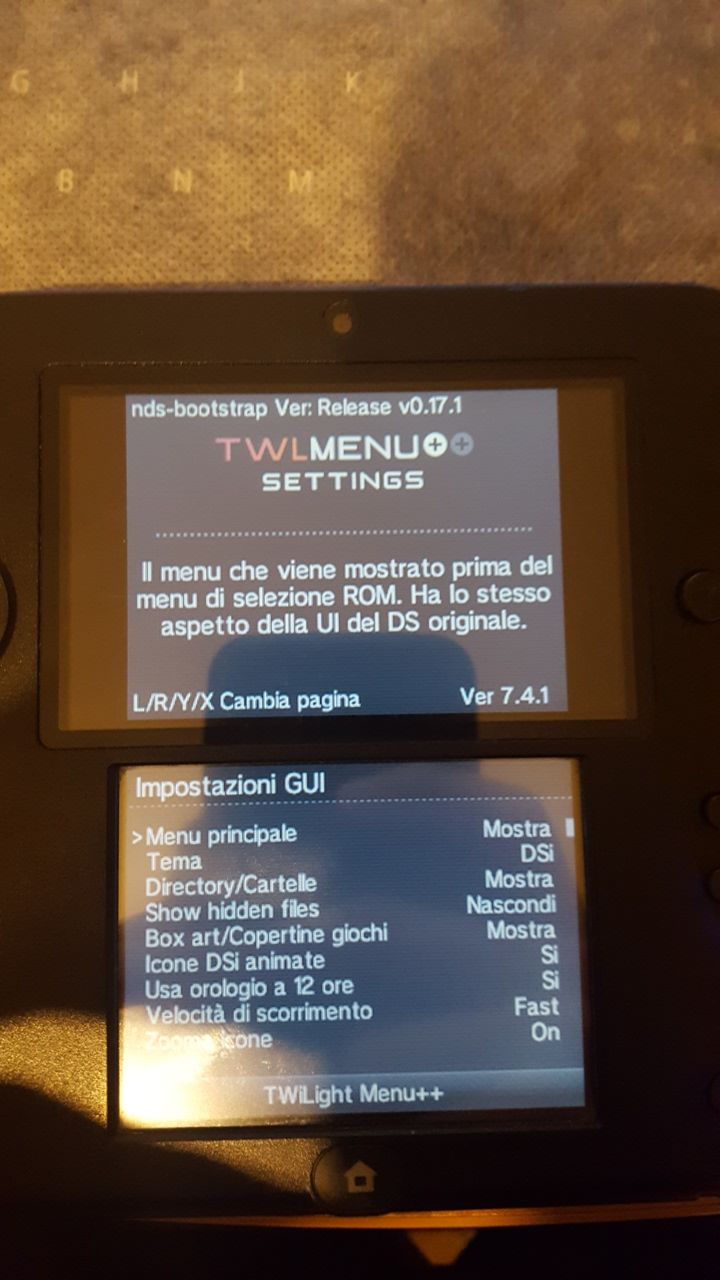 G H J K
B N M
nds-bootstrap Ver: Release v0.17.1
TWLMENU++
SETTINGS
Il menu che viene mostrato prima del
menu di selezione ROM. Ha lo stesso
aspetto della UI del DS originale.
L/R/Y/X Cambia pagina Ver 7.4.1
Impostazioni GUI
>Menu principale Mostra
Tema DSi
Directory/Cartelle Mostra
Show hidden files Nascondi
Box art/Copertine giochi Mostra
Icone DSi animate Si
Usa orologio a 12 ore Si
Velocità di scorrimento Fast
Zooma icone On
TWiLight Menu++